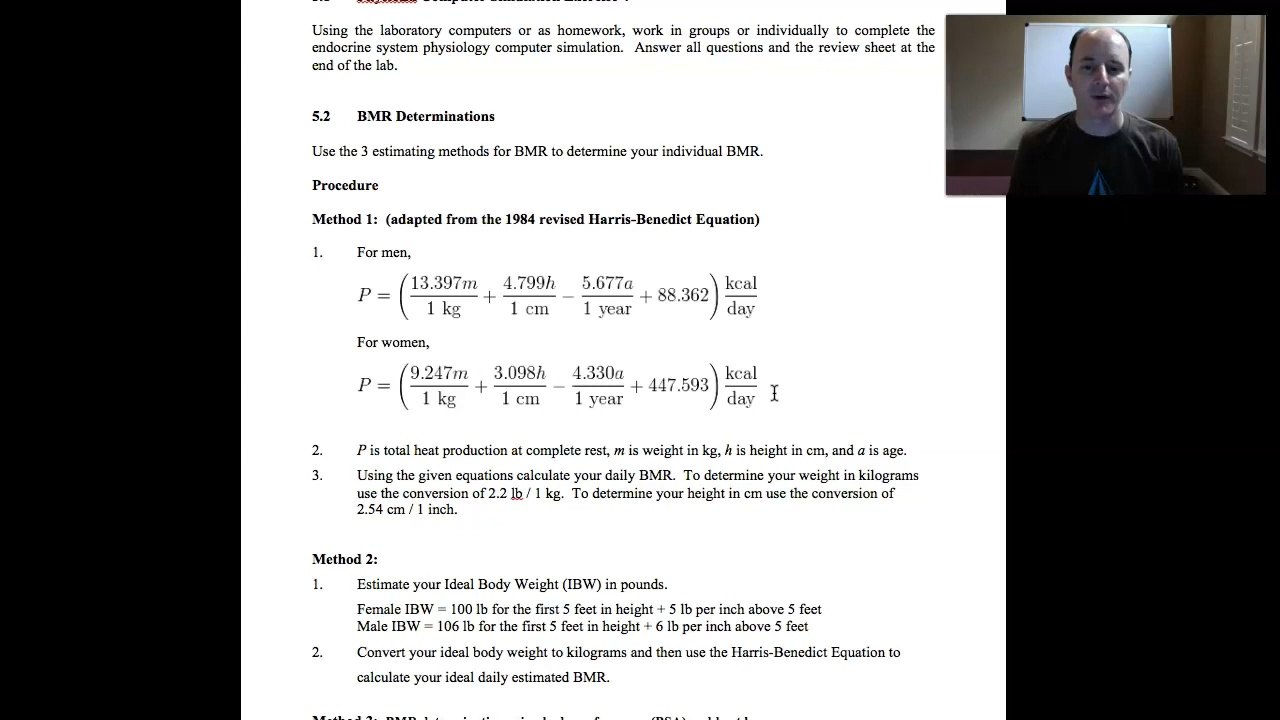 Using the laboratory computers or as homework, work in groups or individually to complete the
endocrine system physiology computer simulation. Answer all questions and the review sheet at the
end of the lab.
5.2 BMR Determinations
Use the 3 estimating methods for BMR to determine your individual BMR.
Procedure
Method 1: (adapted from the 1984 revised Harris-Benedict Equation)
1. For men,
P = (13.397m / 1 kg + 4.799h / 1 cm − 5.677a / 1 year + 88.362) kcal / day
For women,
P = (9.247m / 1 kg + 3.098h / 1 cm − 4.330a / 1 year + 447.593) kcal / day
2. P is total heat production at complete rest, m is weight in kg, h is height in cm, and a is age.
3. Using the given equations calculate your daily BMR. To determine your weight in kilograms
use the conversion of 2.2 lb / 1 kg. To determine your height in cm use the conversion of
2.54 cm / 1 inch.
Method 2:
1. Estimate your Ideal Body Weight (IBW) in pounds.
Female IBW = 100 lb for the first 5 feet in height + 5 lb per inch above 5 feet
Male IBW = 106 lb for the first 5 feet in height + 6 lb per inch above 5 feet
2. Convert your ideal body weight to kilograms and then use the Harris-Benedict Equation to
calculate your ideal daily estimated BMR.